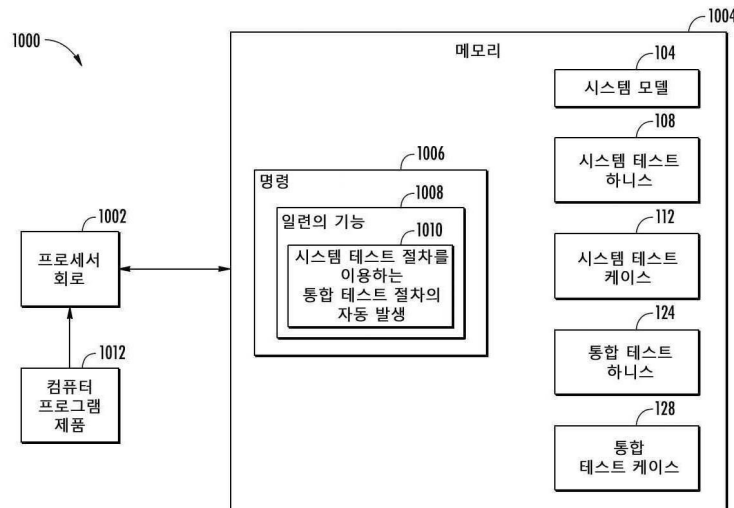 1000
1004
메모리
104
시스템 모델
108
시스템 테스트
하니스
1006
명령
1008
일련의 기능
1010
시스템 테스트 절차를
이용하는
통합 테스트 절차의
자동 발생
1002
프로세서
회로
112
시스템 테스트
케이스
124
통합 테스트
하니스
1012
컴퓨터
프로그램
제품
128
통합
테스트 케이스